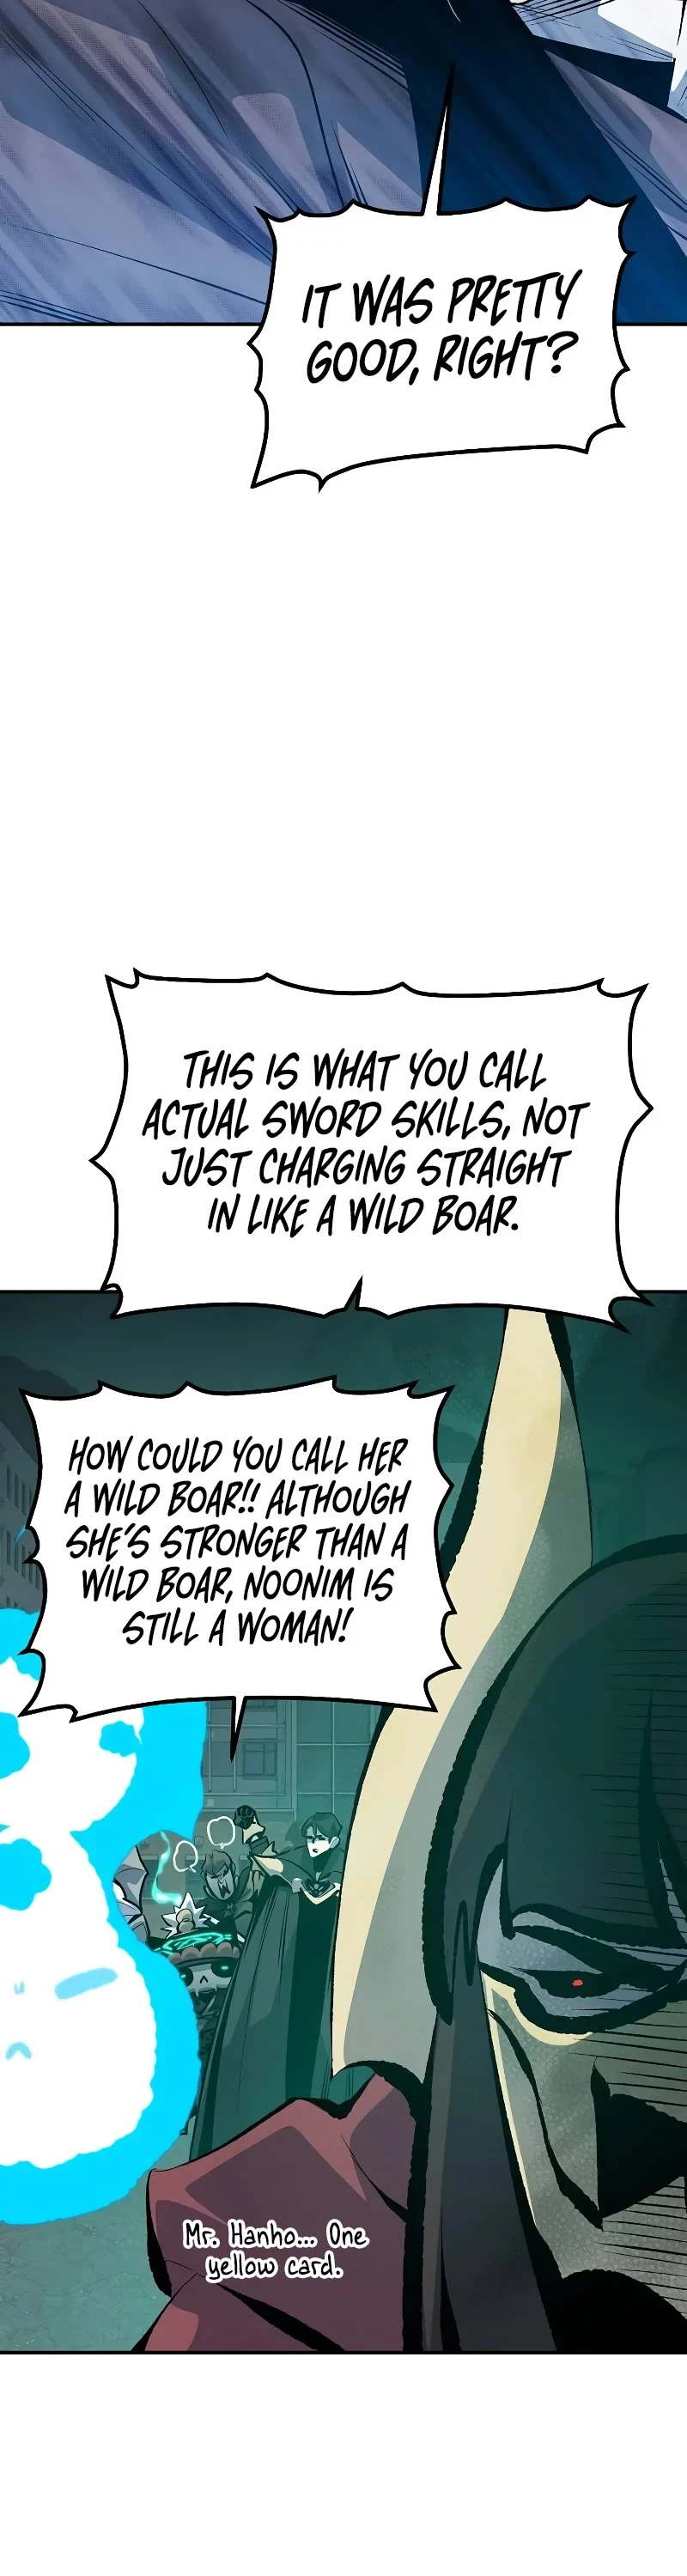 IT WAS PRETTY
GOOD, RIGHT?
THIS IS WHAT YOU CALL
ACTUAL SWORD SKILLS, NOT
JUST CHARGING STRAIGHT
IN LIKE A WILD BOAR.
HOW COULD YOU CALL HER
A WILD BOAR!! ALTHOUGH
SHE'S STRONGER THAN A
WILD BOAR, NOONIM IS
STILL A WOMAN!
Mr. Hanho... One
yellow card.